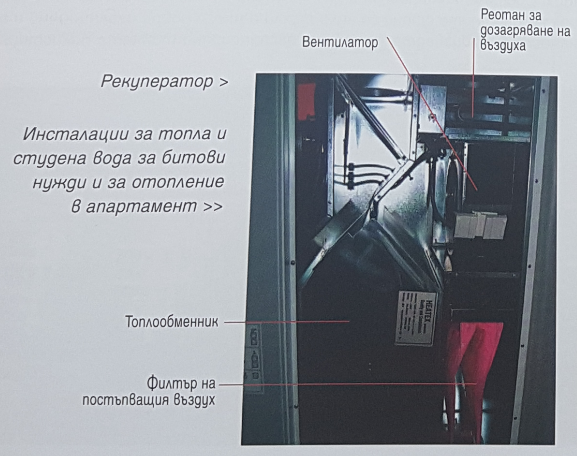 Реотан за
дозагряване на
въздуха
Вентилатор
Рекуператор >
Инсталации за топла и
студена вода за битови
нужди и за отопление
в апартамент >>
HEATEX
Топлообменник
Филтър на
постъпващия въздух